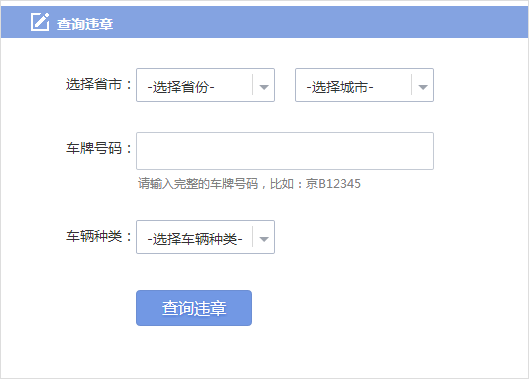 查询违章
选择省市： -选择省份- -选择城市-
车牌号码：
请输入完整的车牌号码，比如：京B12345
车辆种类： -选择车辆种类-
查询违章